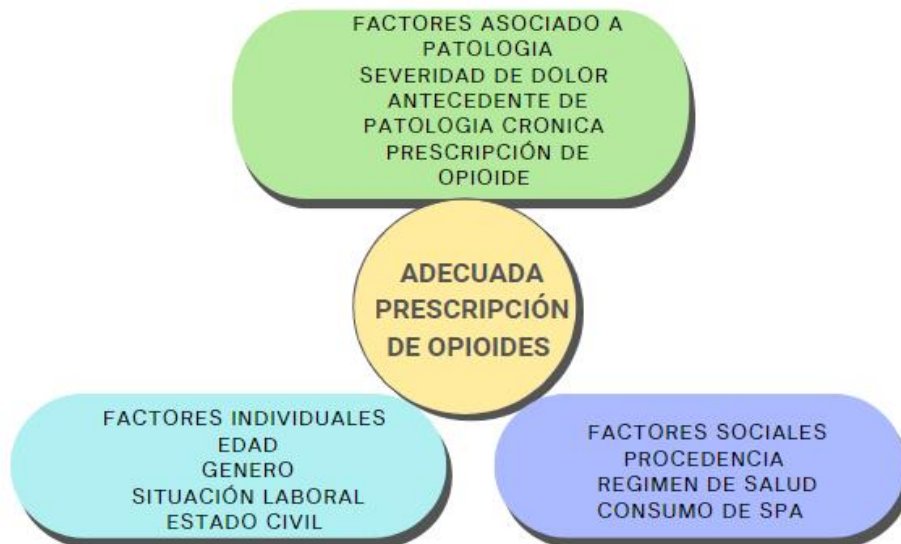 FACTORES ASOCIADO A
PATOLOGIA
SEVERIDAD DE DOLOR
ANTECEDENTE DE
PATOLOGIA CRONICA
PRESCRIPCIÓN DE
OPIOIDE
ADECUADA
PRESCRIPCIÓN
DE OPIOIDES
FACTORES INDIVIDUALES
EDAD
GENERO
SITUACIÓN LABORAL
ESTADO CIVIL
FACTORES SOCIALES
PROCEDENCIA
REGIMEN DE SALUD
CONSUMO DE SPA